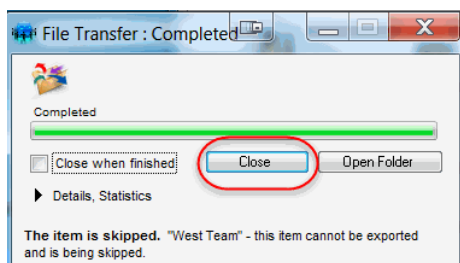 File Transfer : Completed
Completed
Close when finished
Close
Open Folder
Details, Statistics
The item is skipped. "West Team" - this item cannot be exported
and is being skipped.